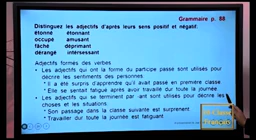 Grammaire p. 88
Distinguez les adjectifs d'après leurs sens positif et négatif.
étonné étonnant
occupé amusant
fâché déprimant
dérangé intéressant
Adjectifs formés des verbes
• Les adjectifs qui ont la forme du participe passé sont utilisés pour
décrire les sentiments des personnes.
* Il a été surpris d'apprendre qu'il avait passé en première classe
* Elle se sentait fatigué après avoir travaillé dur toute la journée
• Les adjectifs qui se terminent par -ant sont utilisés pour décrire les
choses et les situations.
* Son passage dans la classe suivante est surprenant.
* Travailler dur toute la journée est fatiguant.
Français